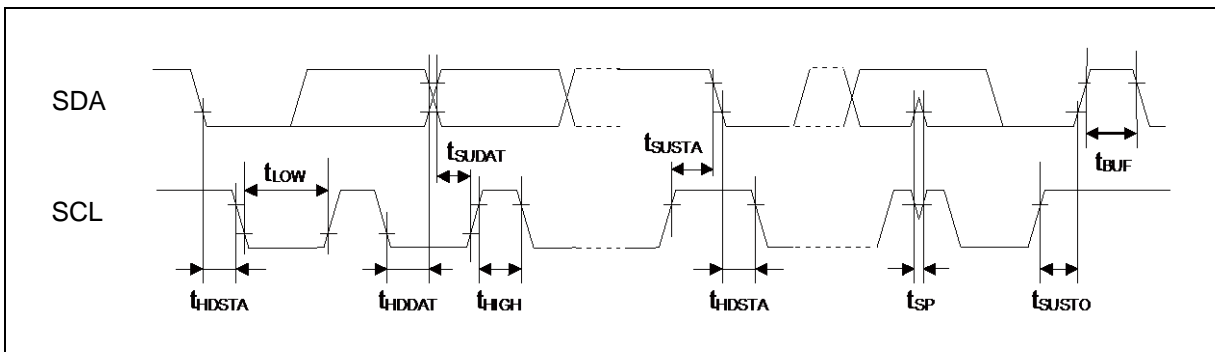 SDA
tSUDAT
tSUSTA
tBUF
tLOW
SCL
tHDSTA
tHDDAT
tHIGH
tHDSTA
tSP
tSUSTO